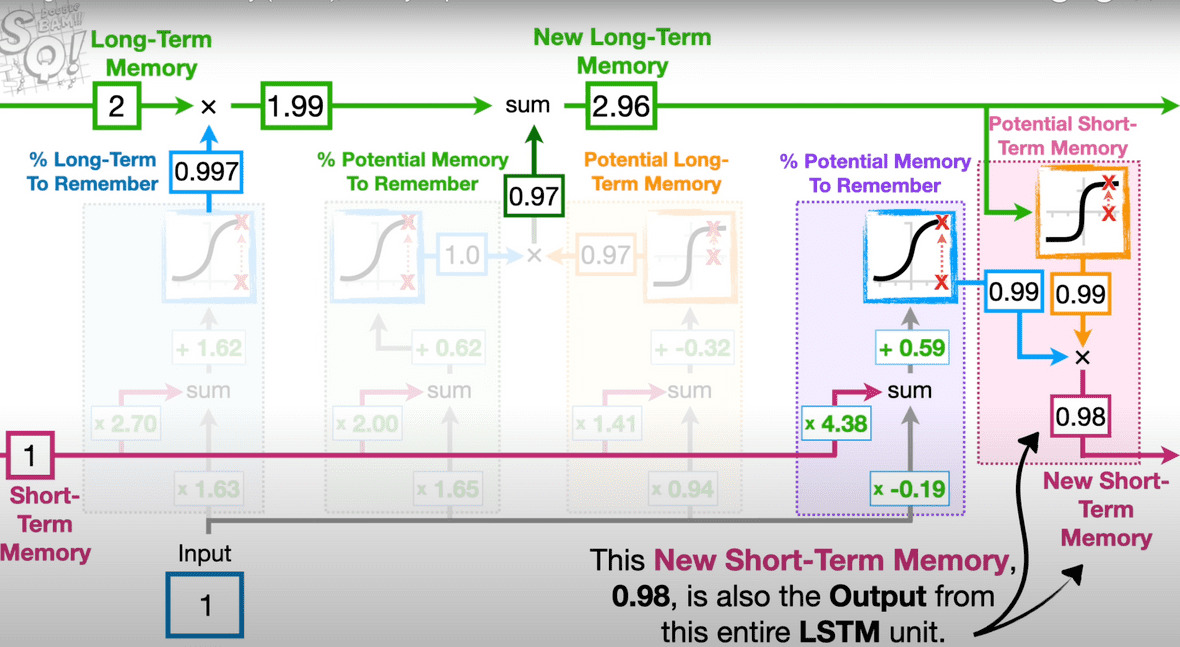 SQ!
DOUBLE
BAM!!!
Long-Term
Memory
New Long-Term
Memory
2
×
1.99
sum
2.96
Potential Short-
Term Memory
% Long-Term
To Remember
0.997
% Potential Memory
To Remember
0.97
Potential Long-
Term Memory
% Potential Memory
To Remember
1.0
×
0.97
0.99
0.99
+ 1.62
+ 0.62
+ -0.32
+ 0.59
×
sum
sum
sum
sum
x 2.70
x 2.00
x 1.41
x 4.38
0.98
1
x 1.63
x 1.65
x 0.94
x -0.19
Short-
Term
Memory
New Short-
Term
Memory
Input
1
This New Short-Term Memory,
0.98, is also the Output from
this entire LSTM unit.